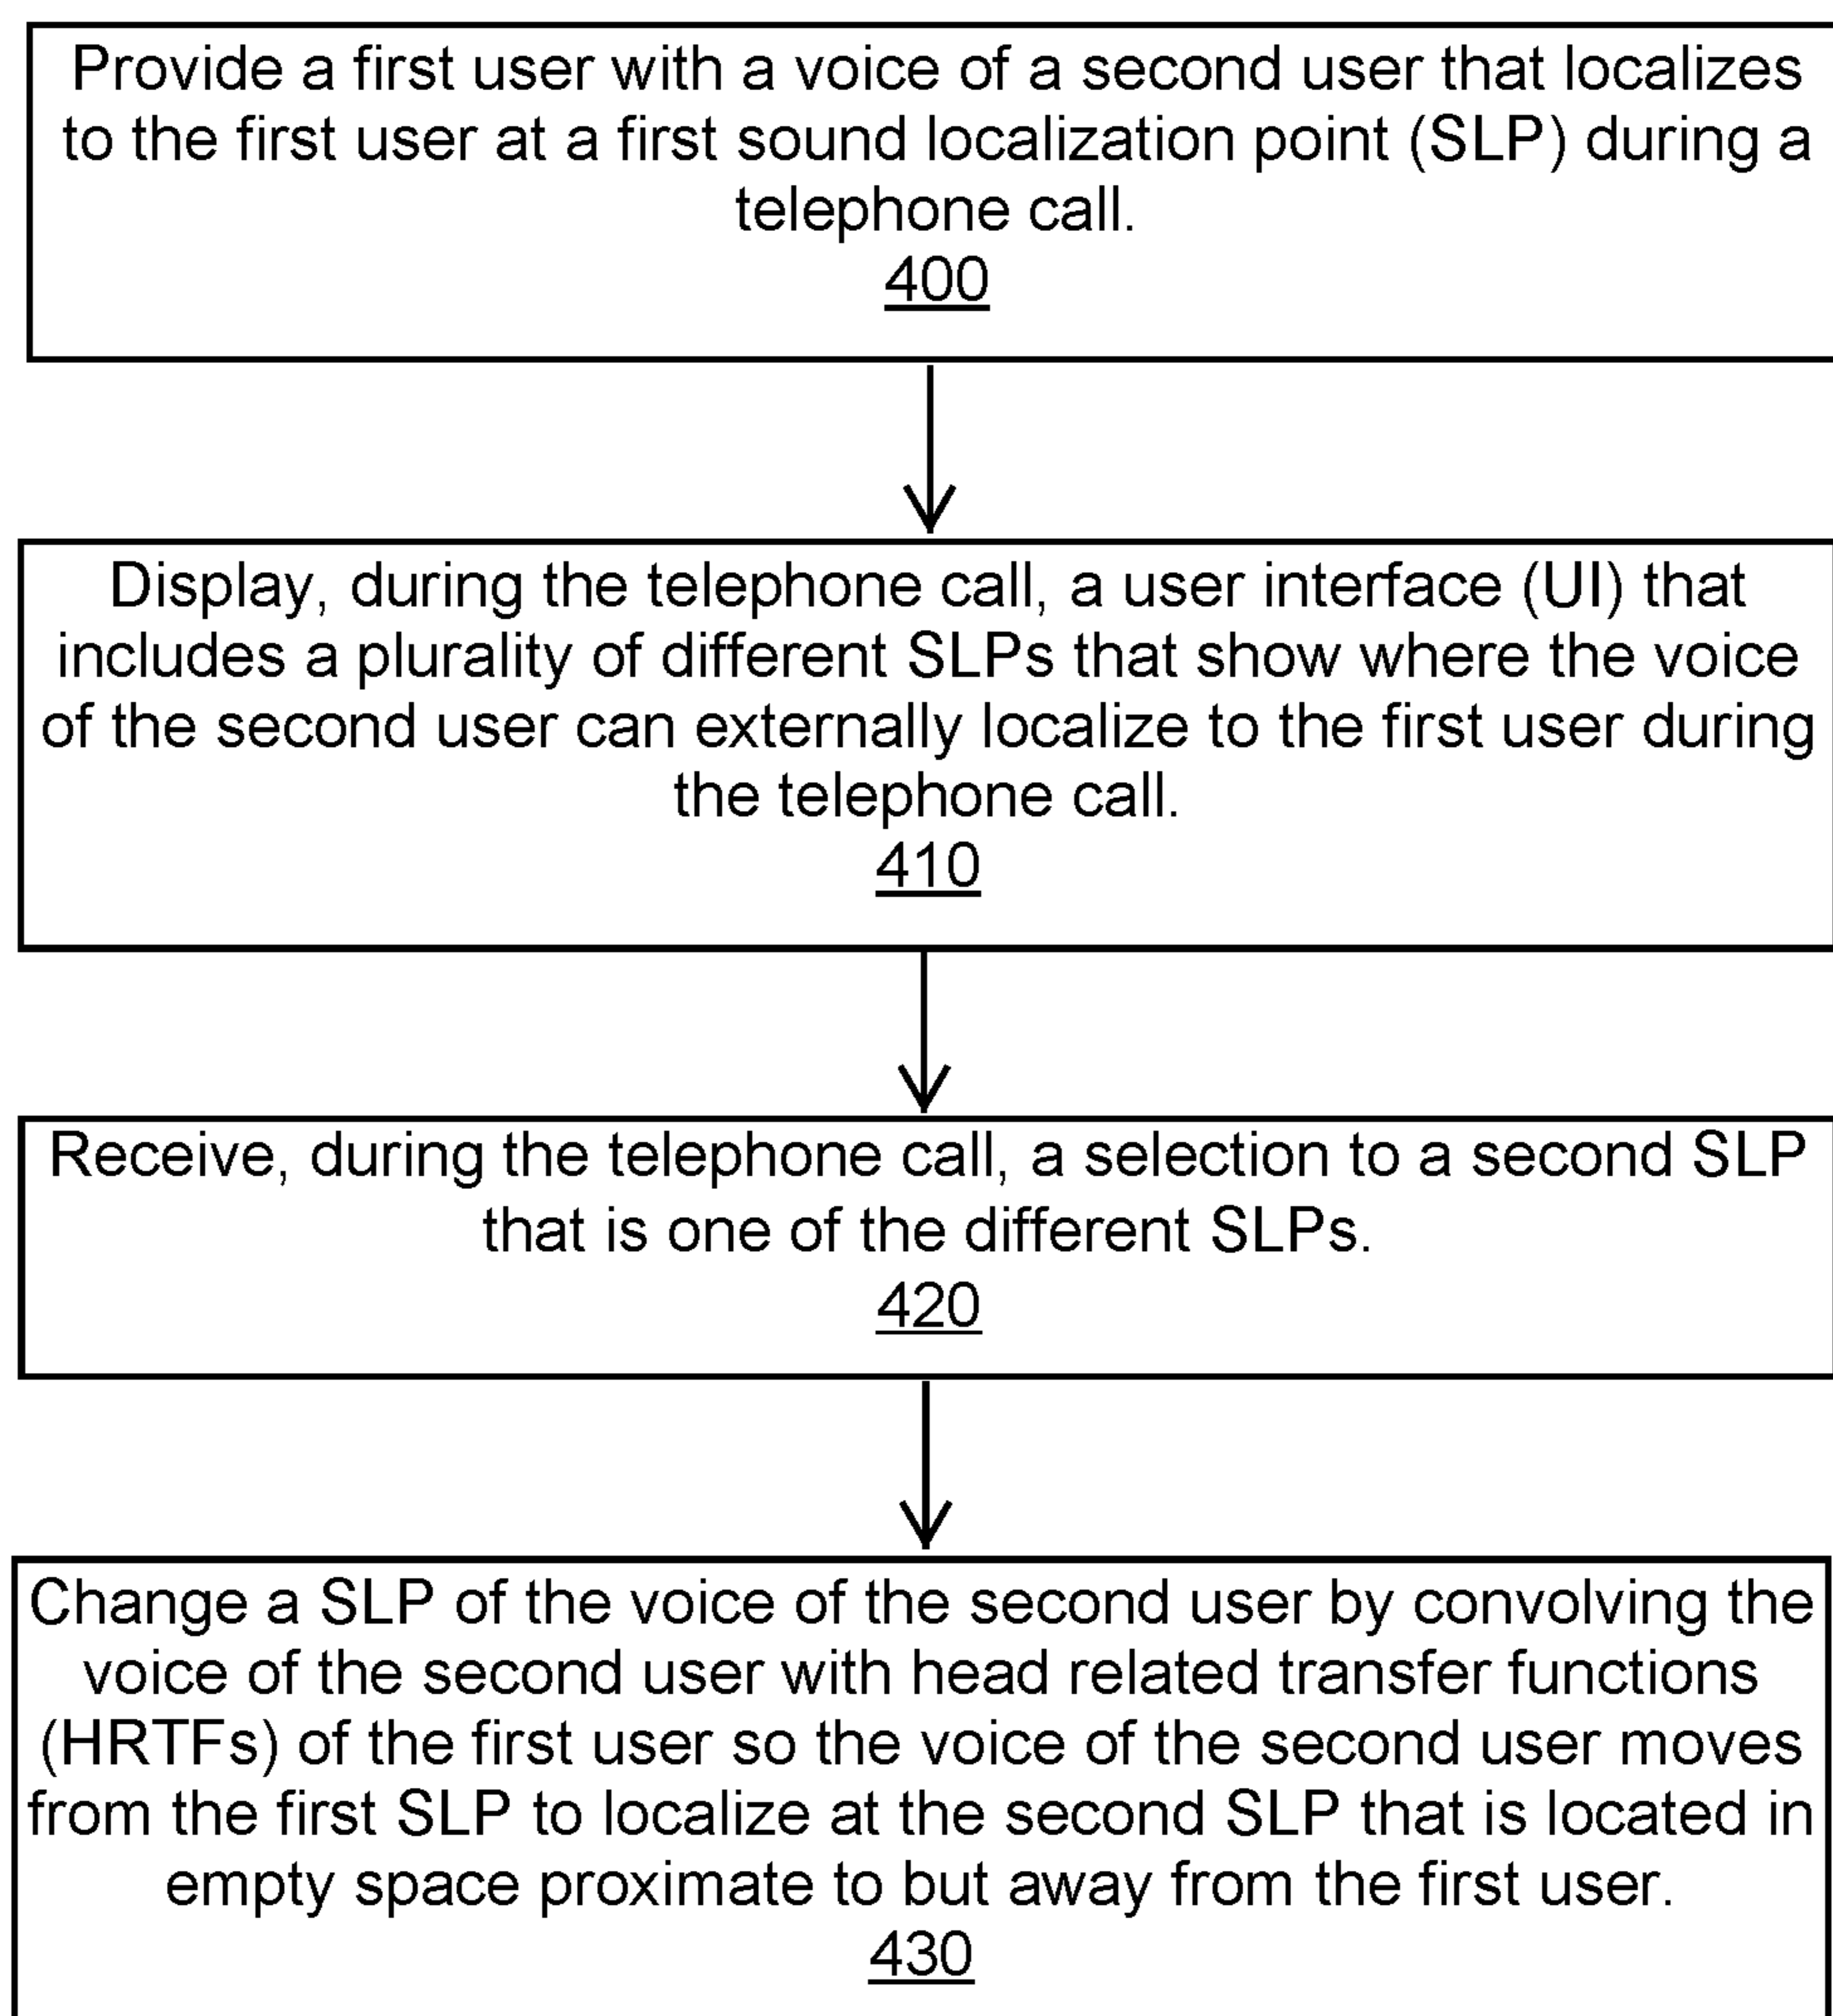 Provide a first user with a voice of a second user that localizes
to the first user at a first sound localization point (SLP) during a
telephone call.
400
Display, during the telephone call, a user interface (UI) that
includes a plurality of different SLPs that show where the voice
of the second user can externally localize to the first user during
the telephone call.
410
Receive, during the telephone call, a selection to a second SLP
that is one of the different SLPs.
420
Change a SLP of the voice of the second user by convolving the
voice of the second user with head related transfer functions
(HRTFs) of the first user so the voice of the second user moves
from the first SLP to localize at the second SLP that is located in
empty space proximate to but away from the first user.
430